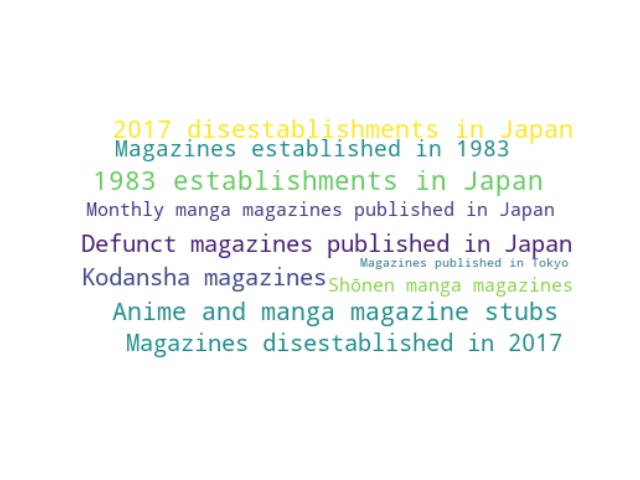 2017 disestablishments in Japan
Magazines established in 1983
1983 establishments in Japan
Monthly manga magazines published in Japan
Defunct magazines published in Japan
Magazines published in Tokyo
Kodansha magazines
Shōnen manga magazines
Anime and manga magazine stubs
Magazines disestablished in 2017